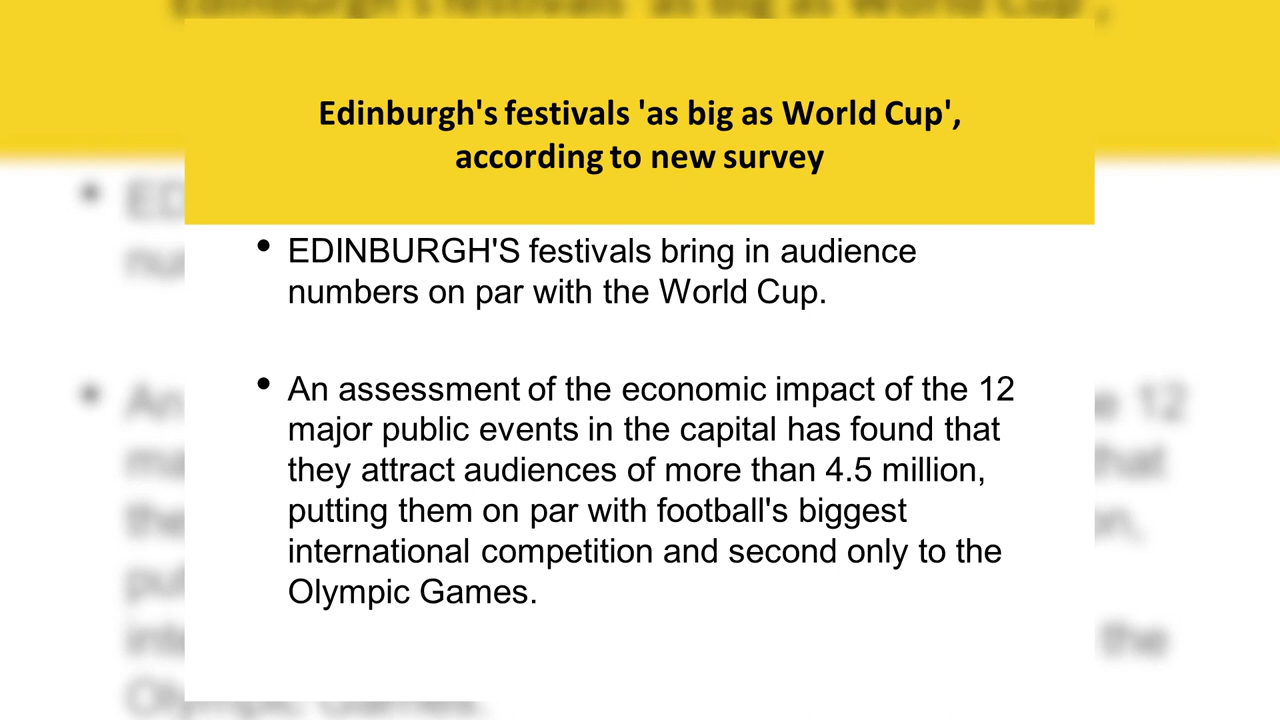 Edinburgh's festivals 'as big as World Cup',
according to new survey
• EDINBURGH'S festivals bring in audience
numbers on par with the World Cup.
• An assessment of the economic impact of the 12
major public events in the capital has found that
they attract audiences of more than 4.5 million,
putting them on par with football's biggest
international competition and second only to the
Olympic Games.